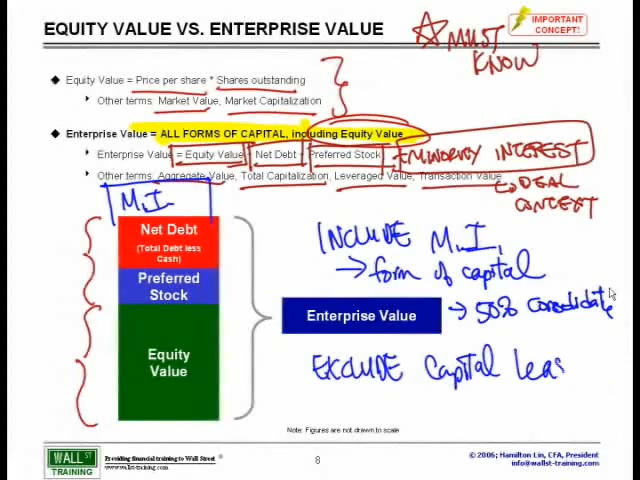 EQUITY VALUE VS. ENTERPRISE VALUE
IMPORTANT CONCEPT!
MUST KNOW
Equity Value = Price per share * Shares outstanding
Other terms: Market Value, Market Capitalization
Enterprise Value = ALL FORMS OF CAPITAL, including Equity Value
Enterprise Value = Equity Value + Net Debt + Preferred Stock + MINORITY INTEREST
Other terms: Aggregate Value, Total Capitalization, Leveraged Value, Transaction Value
CONCEPT
M.I.
Net Debt
(Total Debt less Cash)
Preferred Stock
Equity Value
INCLUDE M.I.
→ form of capital
Enterprise Value
→ 50% consolidate
EXCLUDE Capital leas
Note: Figures are not drawn to scale
WALL ST TRAINING
Providing financial training to Wall Street
www.wallst-training.com
8
© 2006; Hamilton Lin, CFA, President
info@wallst-training.com